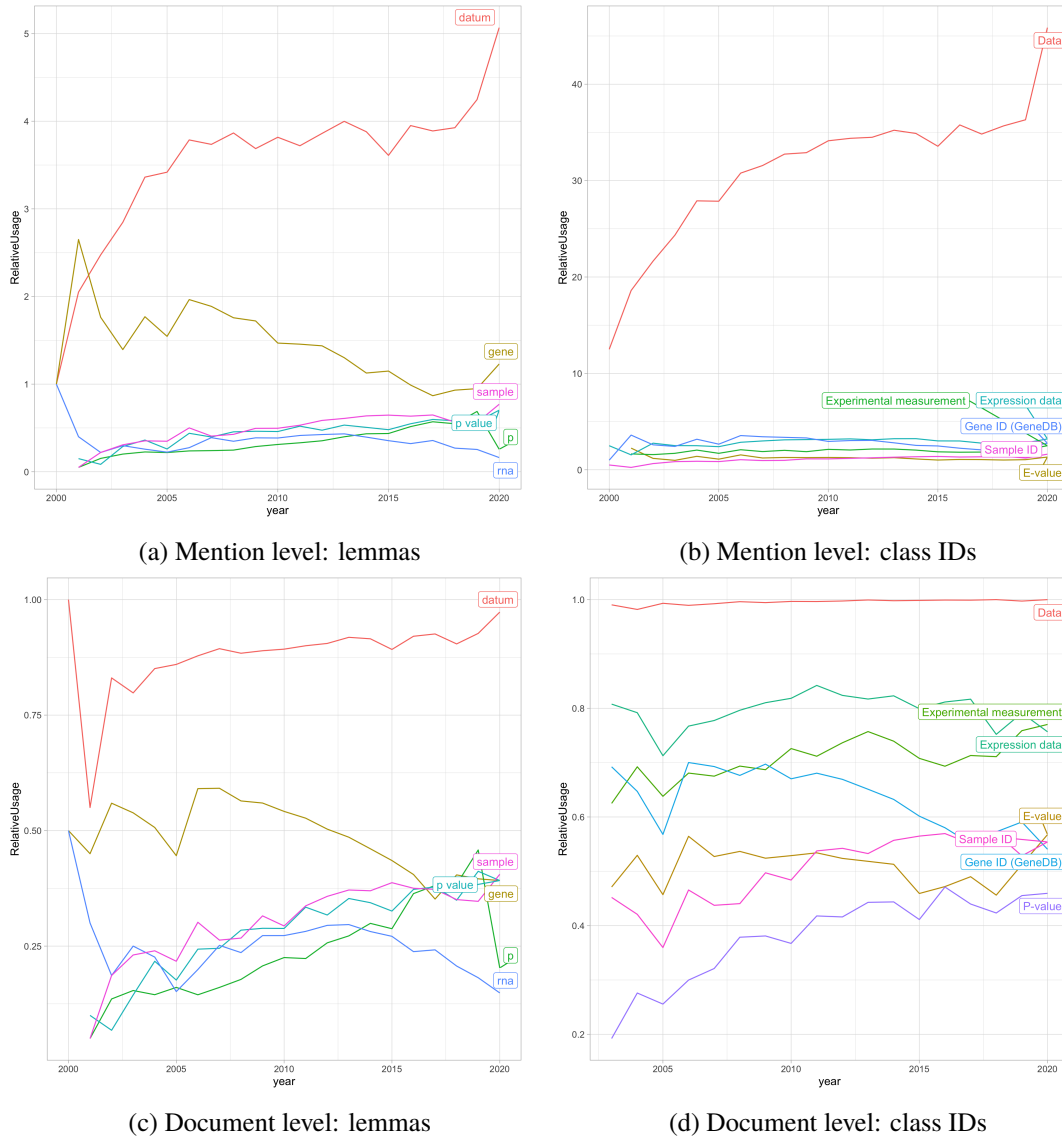 datum
5
4
3
2
gene
1
sample
p value
p
rna
0
2000
2005
2010
2015
2020
year
RelativeUsage
(a) Mention level: lemmas
Data
40
30
20
10
Experimental measurement
Expression data
Gene ID (GeneDB)
Sample ID
E-value
0
2000
2005
2010
2015
2020
year
RelativeUsage
(b) Mention level: class IDs
1.00
datum
0.75
0.50
sample
p value
gene
0.25
p
rna
2000
2005
2010
2015
2020
year
RelativeUsage
(c) Document level: lemmas
1.0
Data
0.8
Experimental measurement
Expression data
0.6
E-value
Sample ID
Gene ID (GeneDB)
P-value
0.4
0.2
2005
2010
2015
2020
year
RelativeUsage
(d) Document level: class IDs